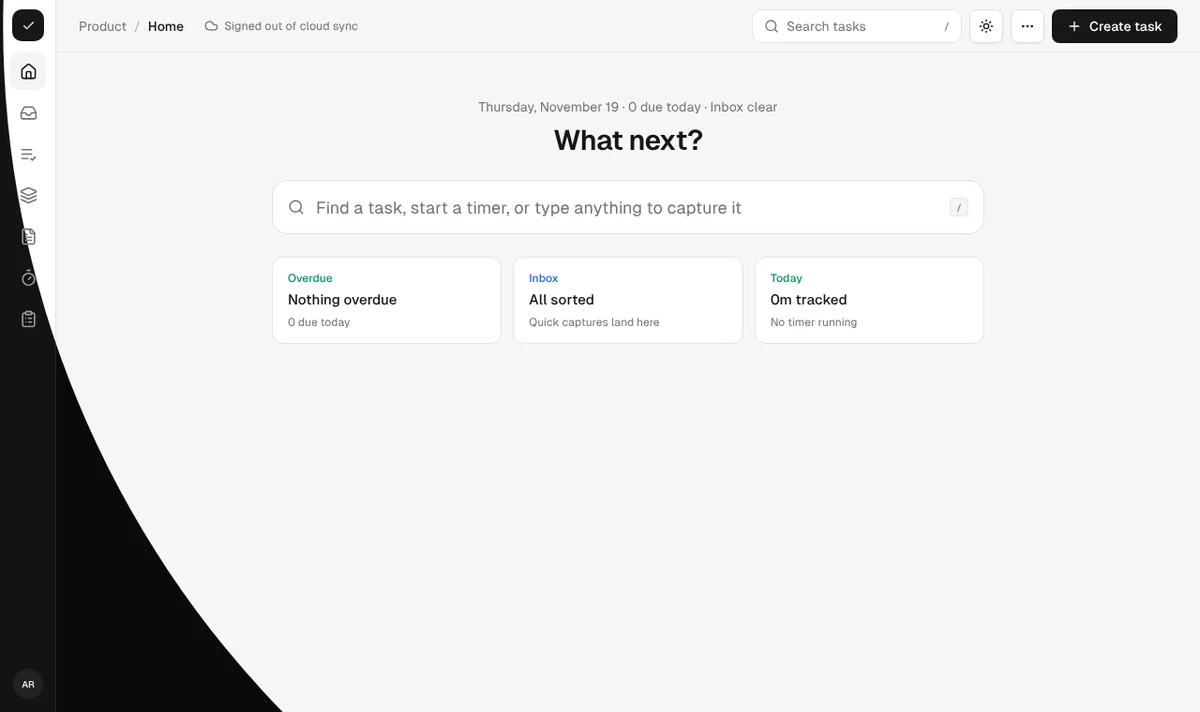 Product / Home Signed out of cloud sync Search tasks / Create task
Thursday, November 19 · 0 due today · Inbox clear
What next?
Find a task, start a timer, or type anything to capture it /
Overdue
Nothing overdue
0 due today
Inbox
All sorted
Quick captures land here
Today
0m tracked
No timer running
AR